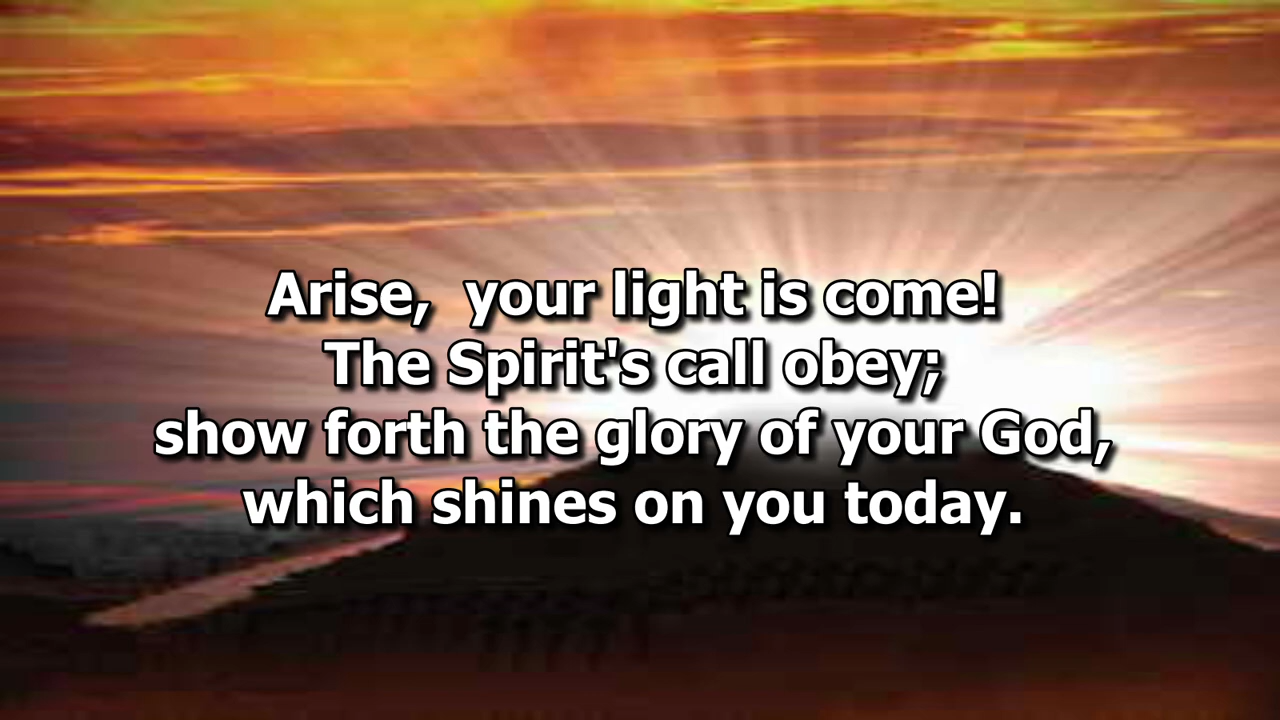 Arise,  your light is come!
The Spirit's call obey;
show forth the glory of your God,
which shines on you today.